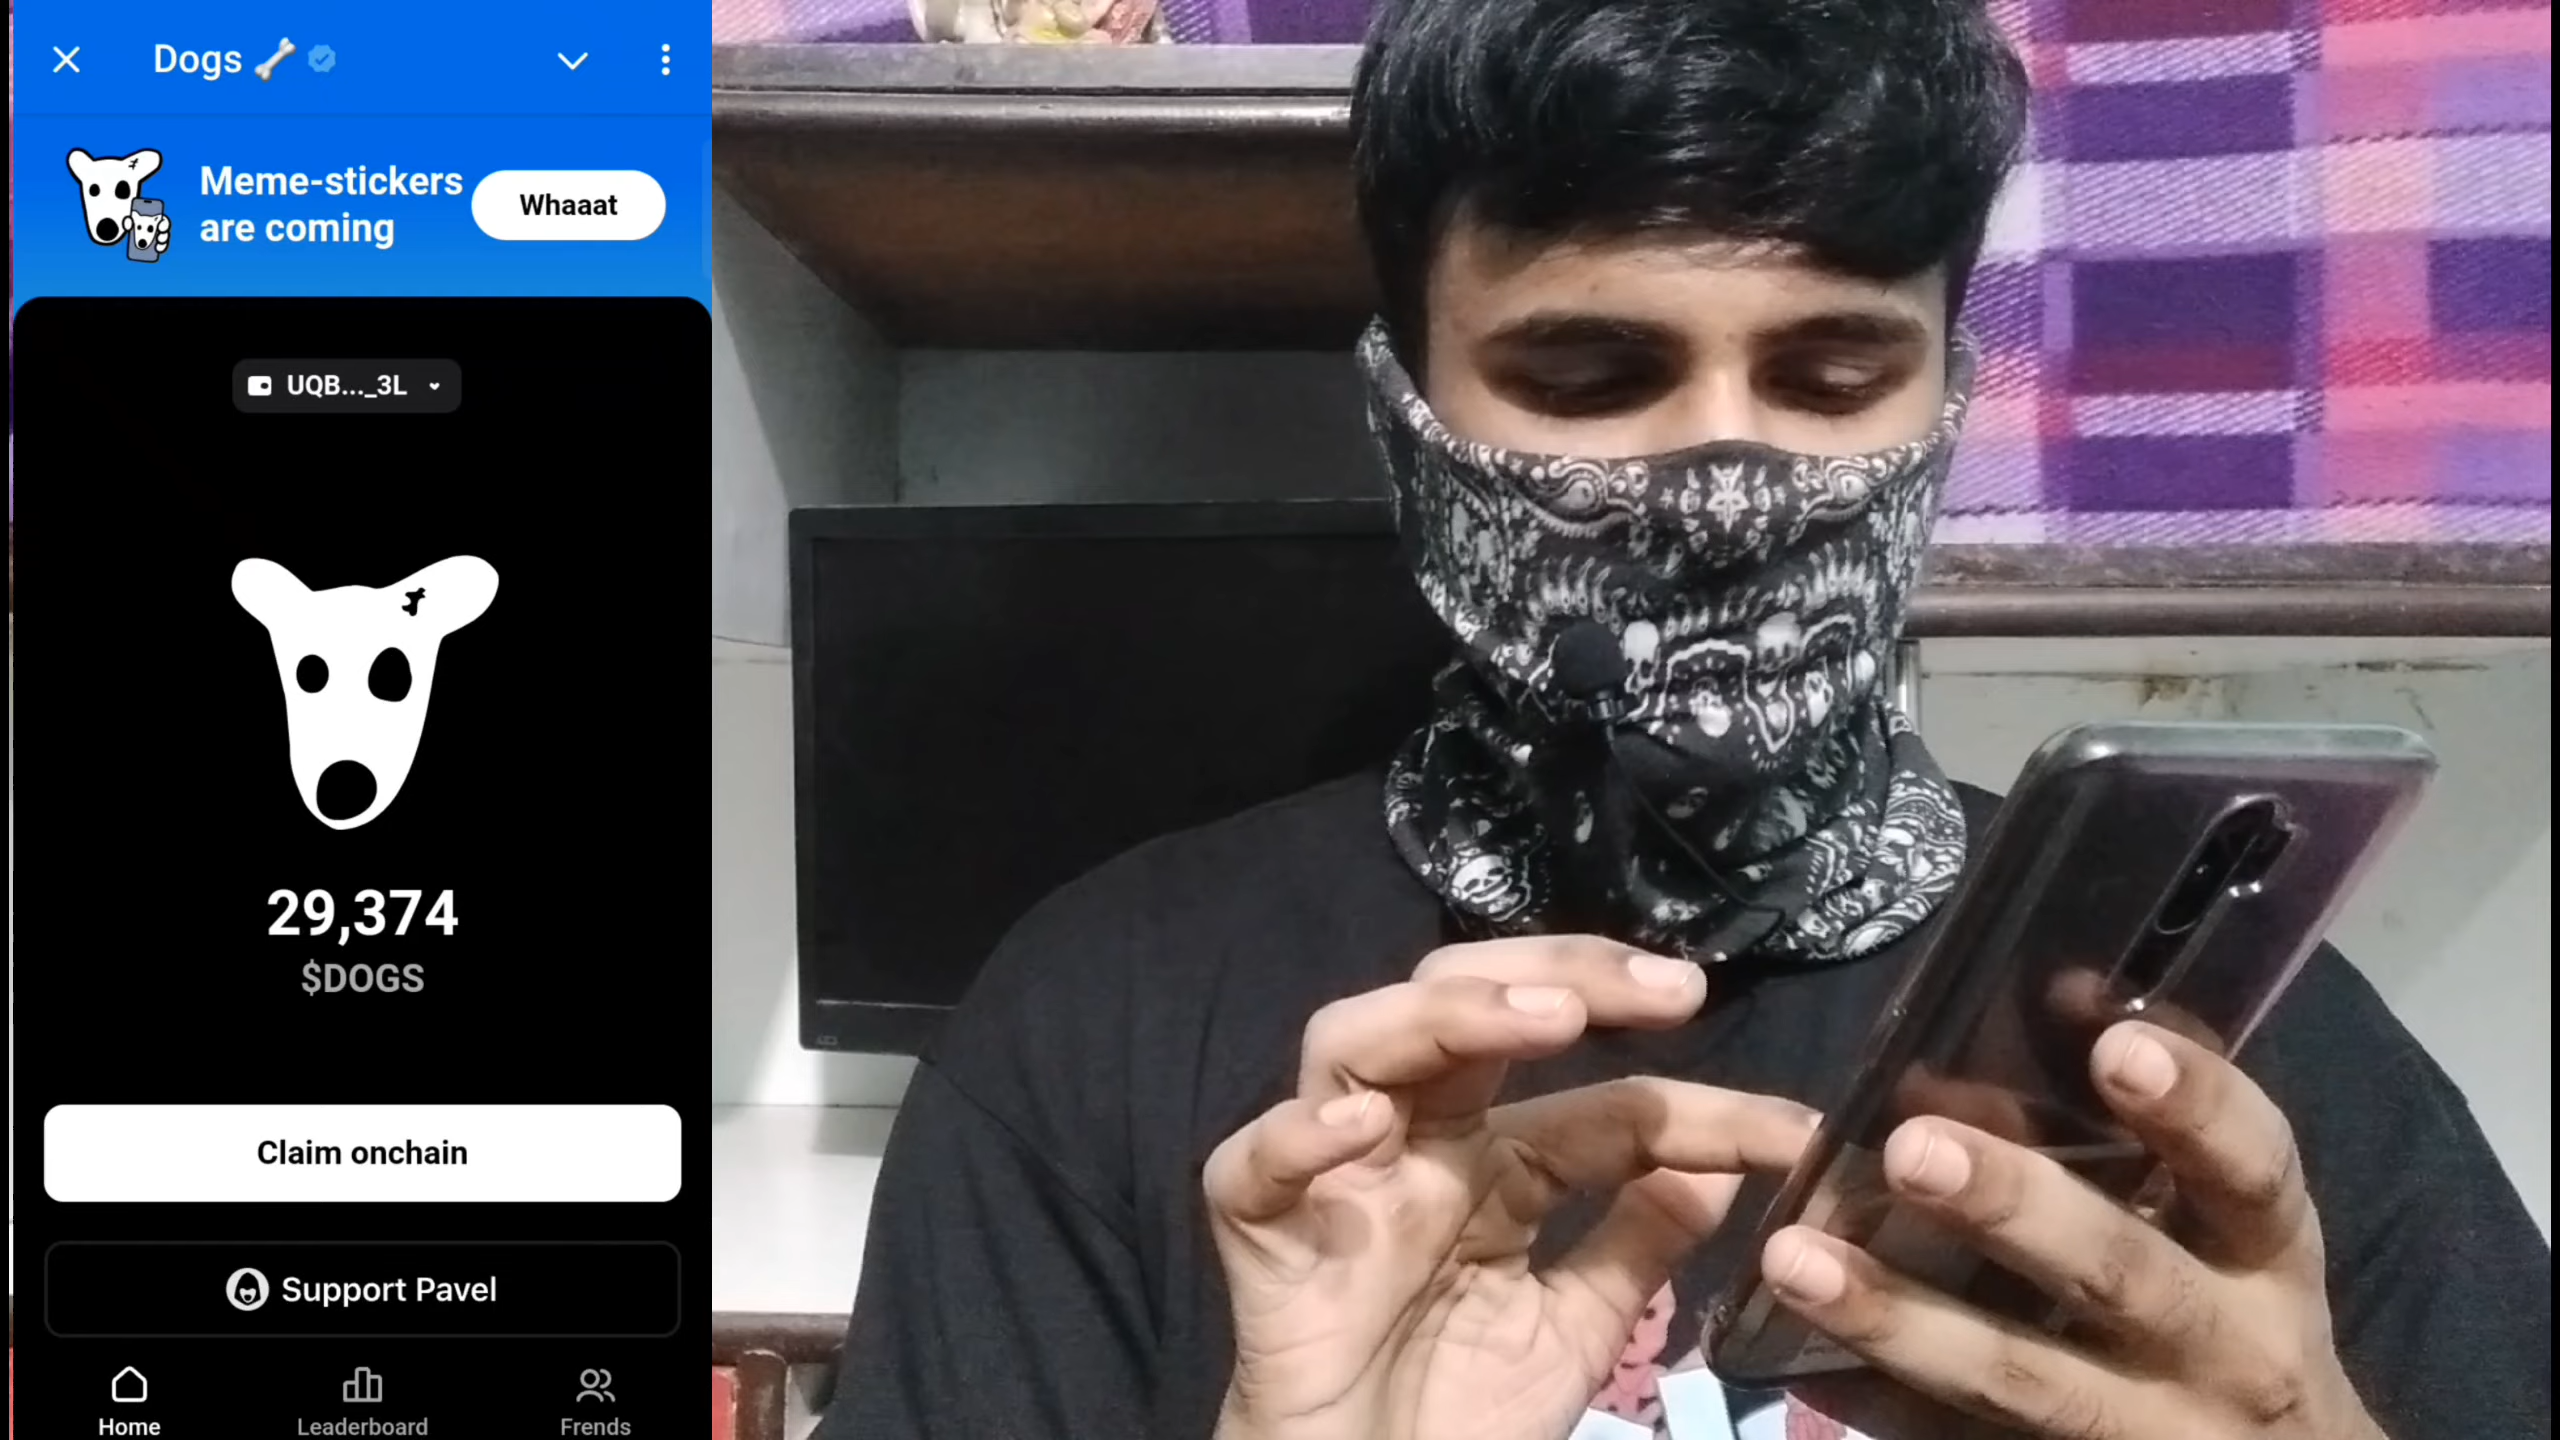 Dogs
Meme-stickers
are coming
Whaaat
UQB..._3L
29,374
$DOGS
Claim onchain
Support Pavel
Home
Leaderboard
Frends